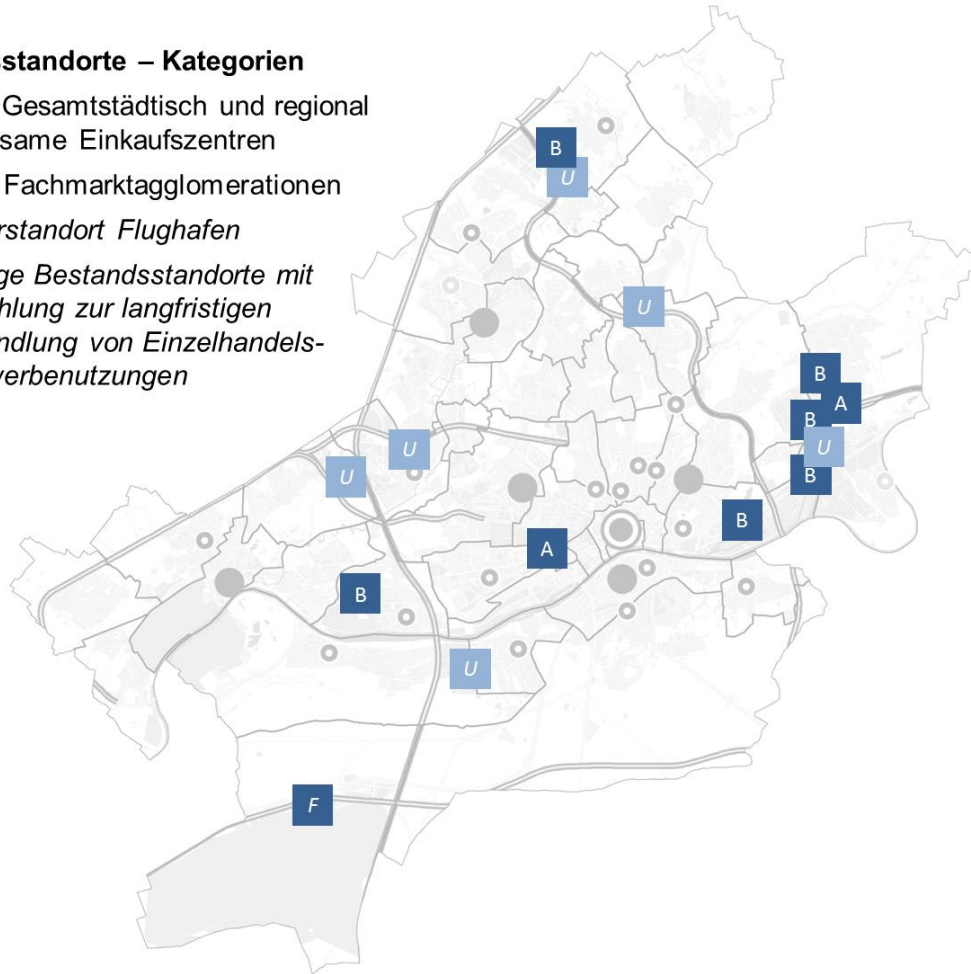 sstandorte – Kategorien
Gesamtstädtisch und regional
same Einkaufszentren
Fachmarktagglomerationen
rstandort Flughafen
ge Bestandsstandorte mit
hlung zur langfristigen
ndlung von Einzelhandels-
verbenutzungen
B
U
U
B
A
B
U
B
U
U
B
A
B
U
F